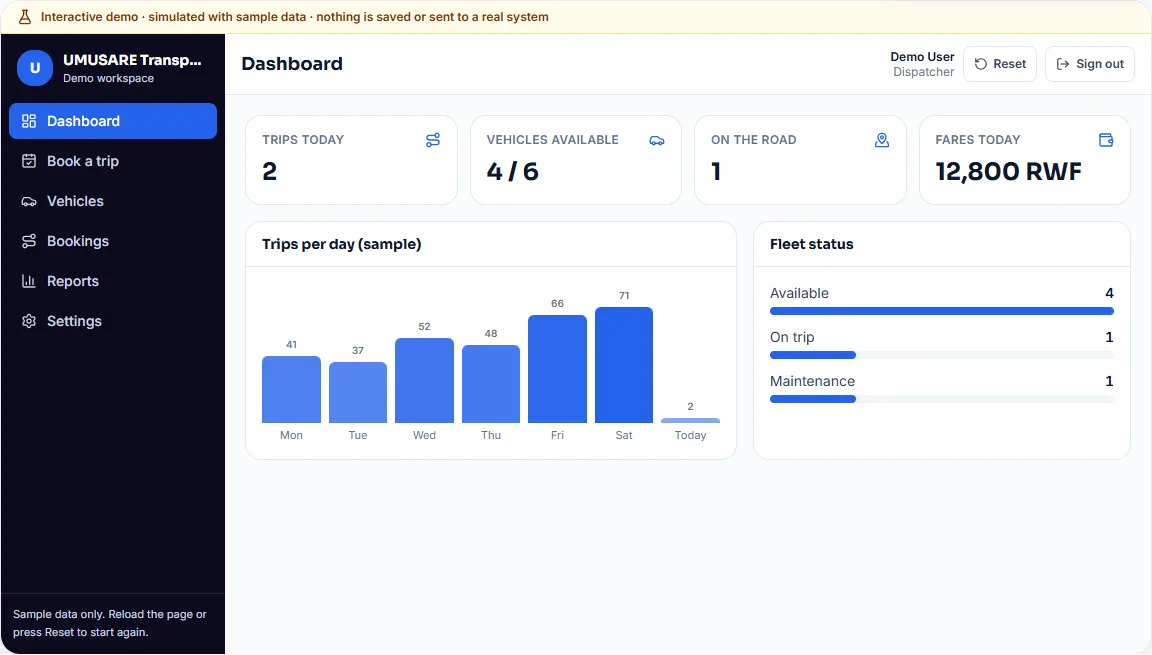 Interactive demo · simulated with sample data · nothing is saved or sent to a real system
U
UMUSARE Transp...
Demo workspace
Dashboard
Book a trip
Vehicles
Bookings
Reports
Settings
Sample data only. Reload the page or
press Reset to start again.
Dashboard
Demo User
Dispatcher
Reset
Sign out
TRIPS TODAY
2
VEHICLES AVAILABLE
4 / 6
ON THE ROAD
1
FARES TODAY
12,800 RWF
Trips per day (sample)
41
37
52
48
66
71
2
Mon
Tue
Wed
Thu
Fri
Sat
Today
Fleet status
Available 4
On trip 1
Maintenance 1